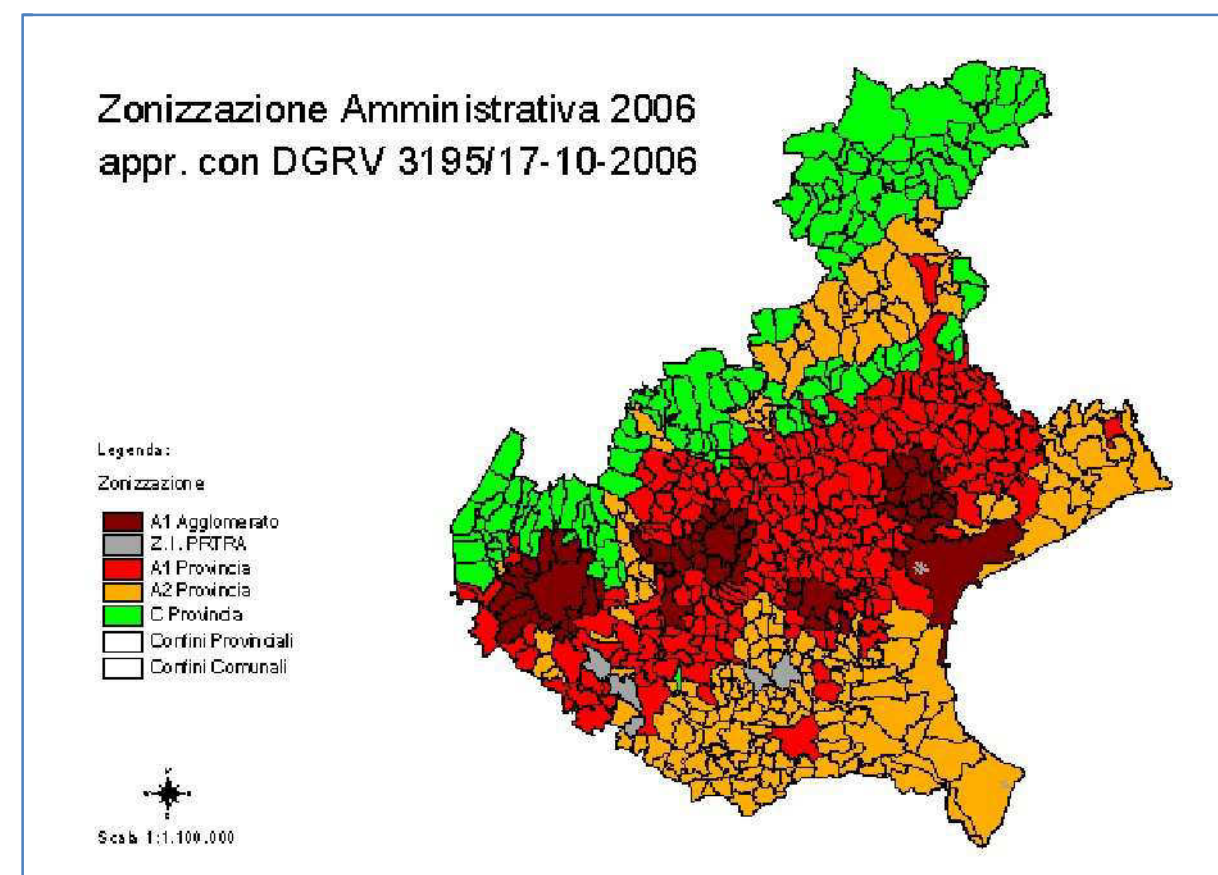 Zonizzazione Amministrativa 2006
appr. con DGRV 3195/17-10-2006
Legenda:
Zonizzazione
A1 Agglomerato
Z.I. PRTRA
A1 Provincia
A2 Provincia
C Provincia
Confini Provinciali
Confini Comunali
Scala 1:1.100.000